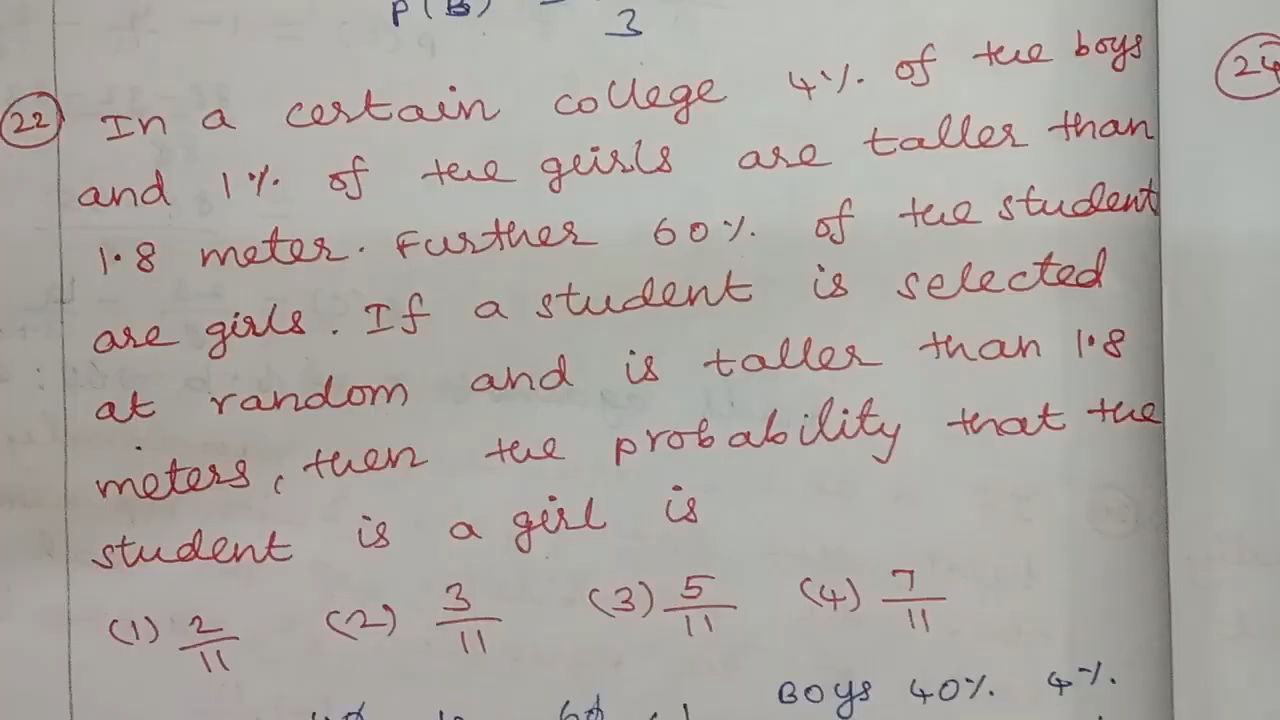 P(B) =
3
(22) In a certain college 4%. of the boys
and 1%. of the girls are taller than
1.8 meter. Further 60%. of the student
are girls. If a student is selected
at random and is taller than 1.8
meters, then the probability that the
student is a girl is
(1) 2/11 (2) 3/11 (3) 5/11 (4) 7/11
Boys 40%. 4%.
24